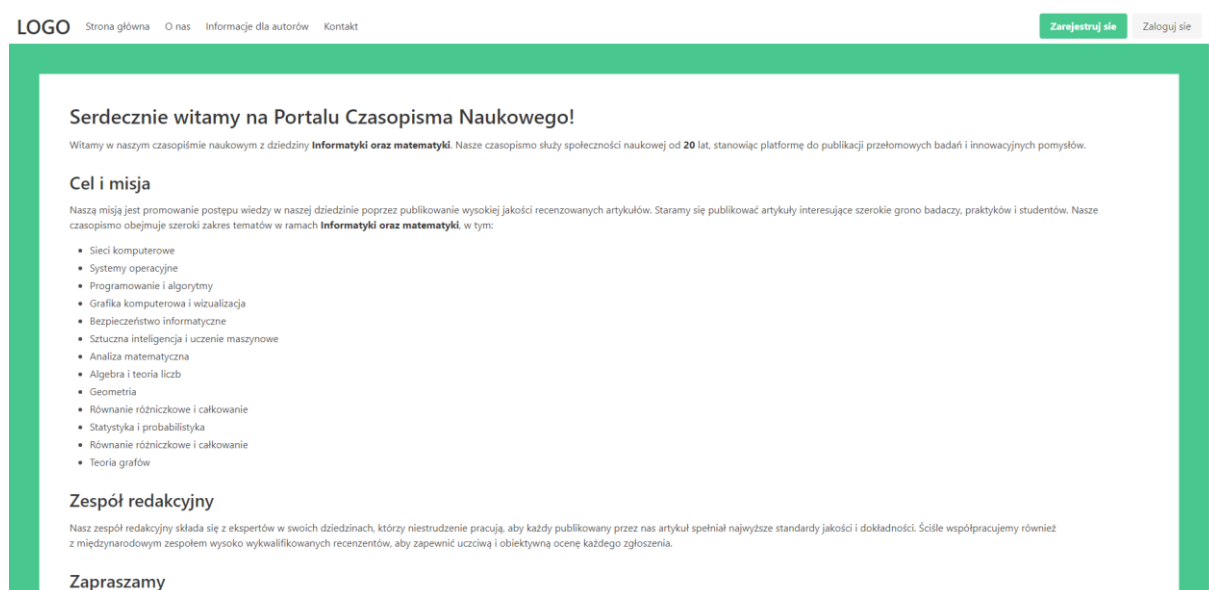 LOGO Strona główna O nas Informacje dla autorów Kontakt Zarejestruj sie Zaloguj sie
Serdecznie witamy na Portalu Czasopisma Naukowego!
Witamy w naszym czasopiśmie naukowym z dziedziny Informatyki oraz matematyki. Nasze czasopismo służy społeczności naukowej od 20 lat, stanowiąc platformę do publikacji przełomowych badań i innowacyjnych pomysłów.
Cel i misja
Naszą misją jest promowanie postępu wiedzy w naszej dziedzinie poprzez publikowanie wysokiej jakości recenzowanych artykułów. Staramy się publikować artykuły interesujące szerokie grono badaczy, praktyków i studentów. Nasze
czasopismo obejmuje szeroki zakres tematów w ramach Informatyki oraz matematyki, w tym:
• Sieci komputerowe
• Systemy operacyjne
• Programowanie i algorytmy
• Grafika komputerowa i wizualizacja
• Bezpieczeństwo informatyczne
• Sztuczna inteligencja i uczenie maszynowe
• Analiza matematyczna
• Algebra i teoria liczb
• Geometria
• Równanie różniczkowe i całkowanie
• Statystyka i probabilistyka
• Równanie różniczkowe i całkowanie
• Teoria grafów
Zespół redakcyjny
Nasz zespół redakcyjny składa się z ekspertów w swoich dziedzinach, którzy niestrudzenie pracują, aby każdy publikowany przez nas artykuł spełniał najwyższe standardy jakości i dokładności. Ściśle współpracujemy również
z międzynarodowym zespołem wysoko wykwalifikowanych recenzentów, aby zapewnić uczciwą i obiektywną ocenę każdego zgłoszenia.
Zapraszamy